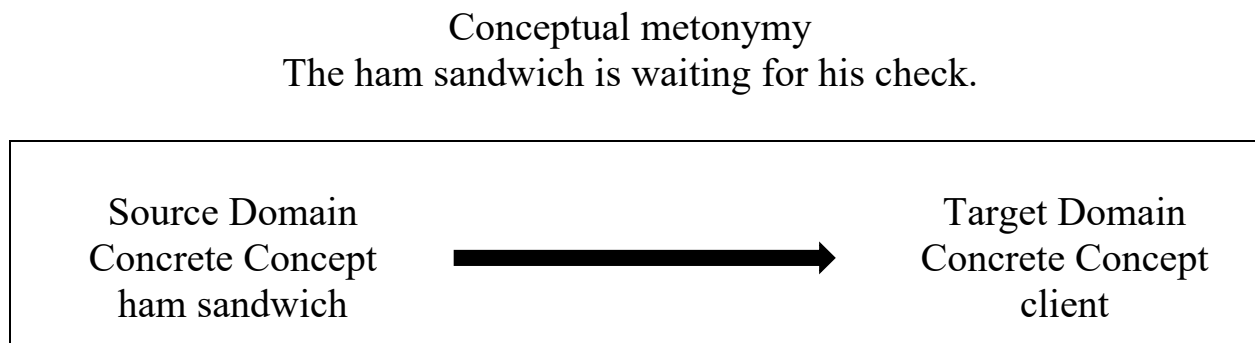 Conceptual metonymy
The ham sandwich is waiting for his check.
Source Domain
Concrete Concept
ham sandwich
Target Domain
Concrete Concept
client